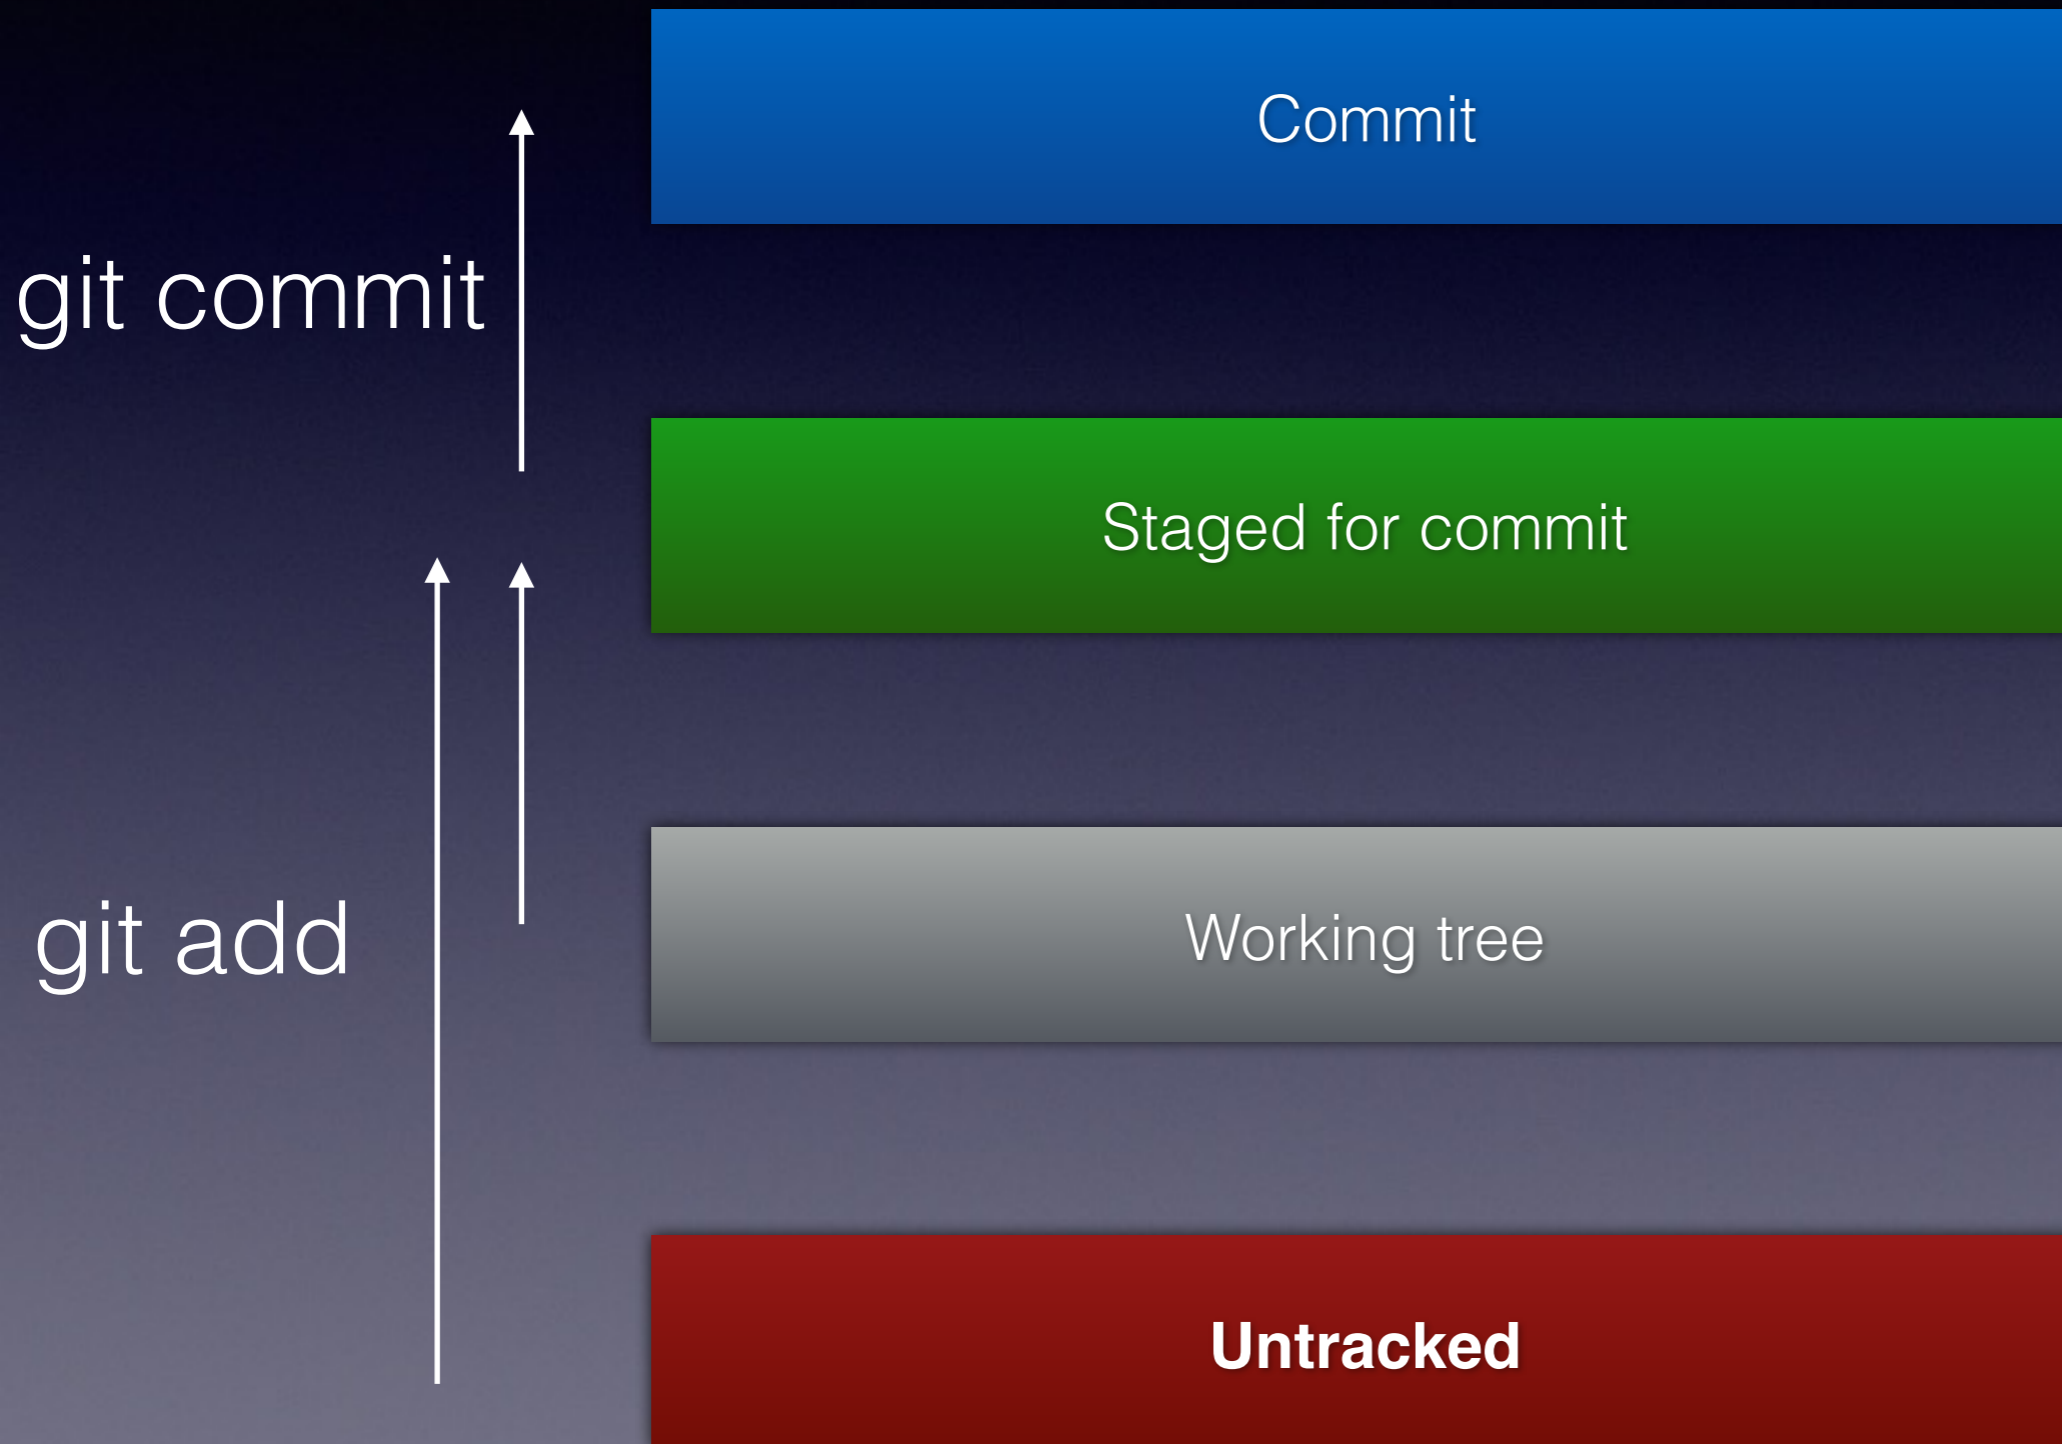 Commit
git commit
Staged for commit
git add
Working tree
Untracked